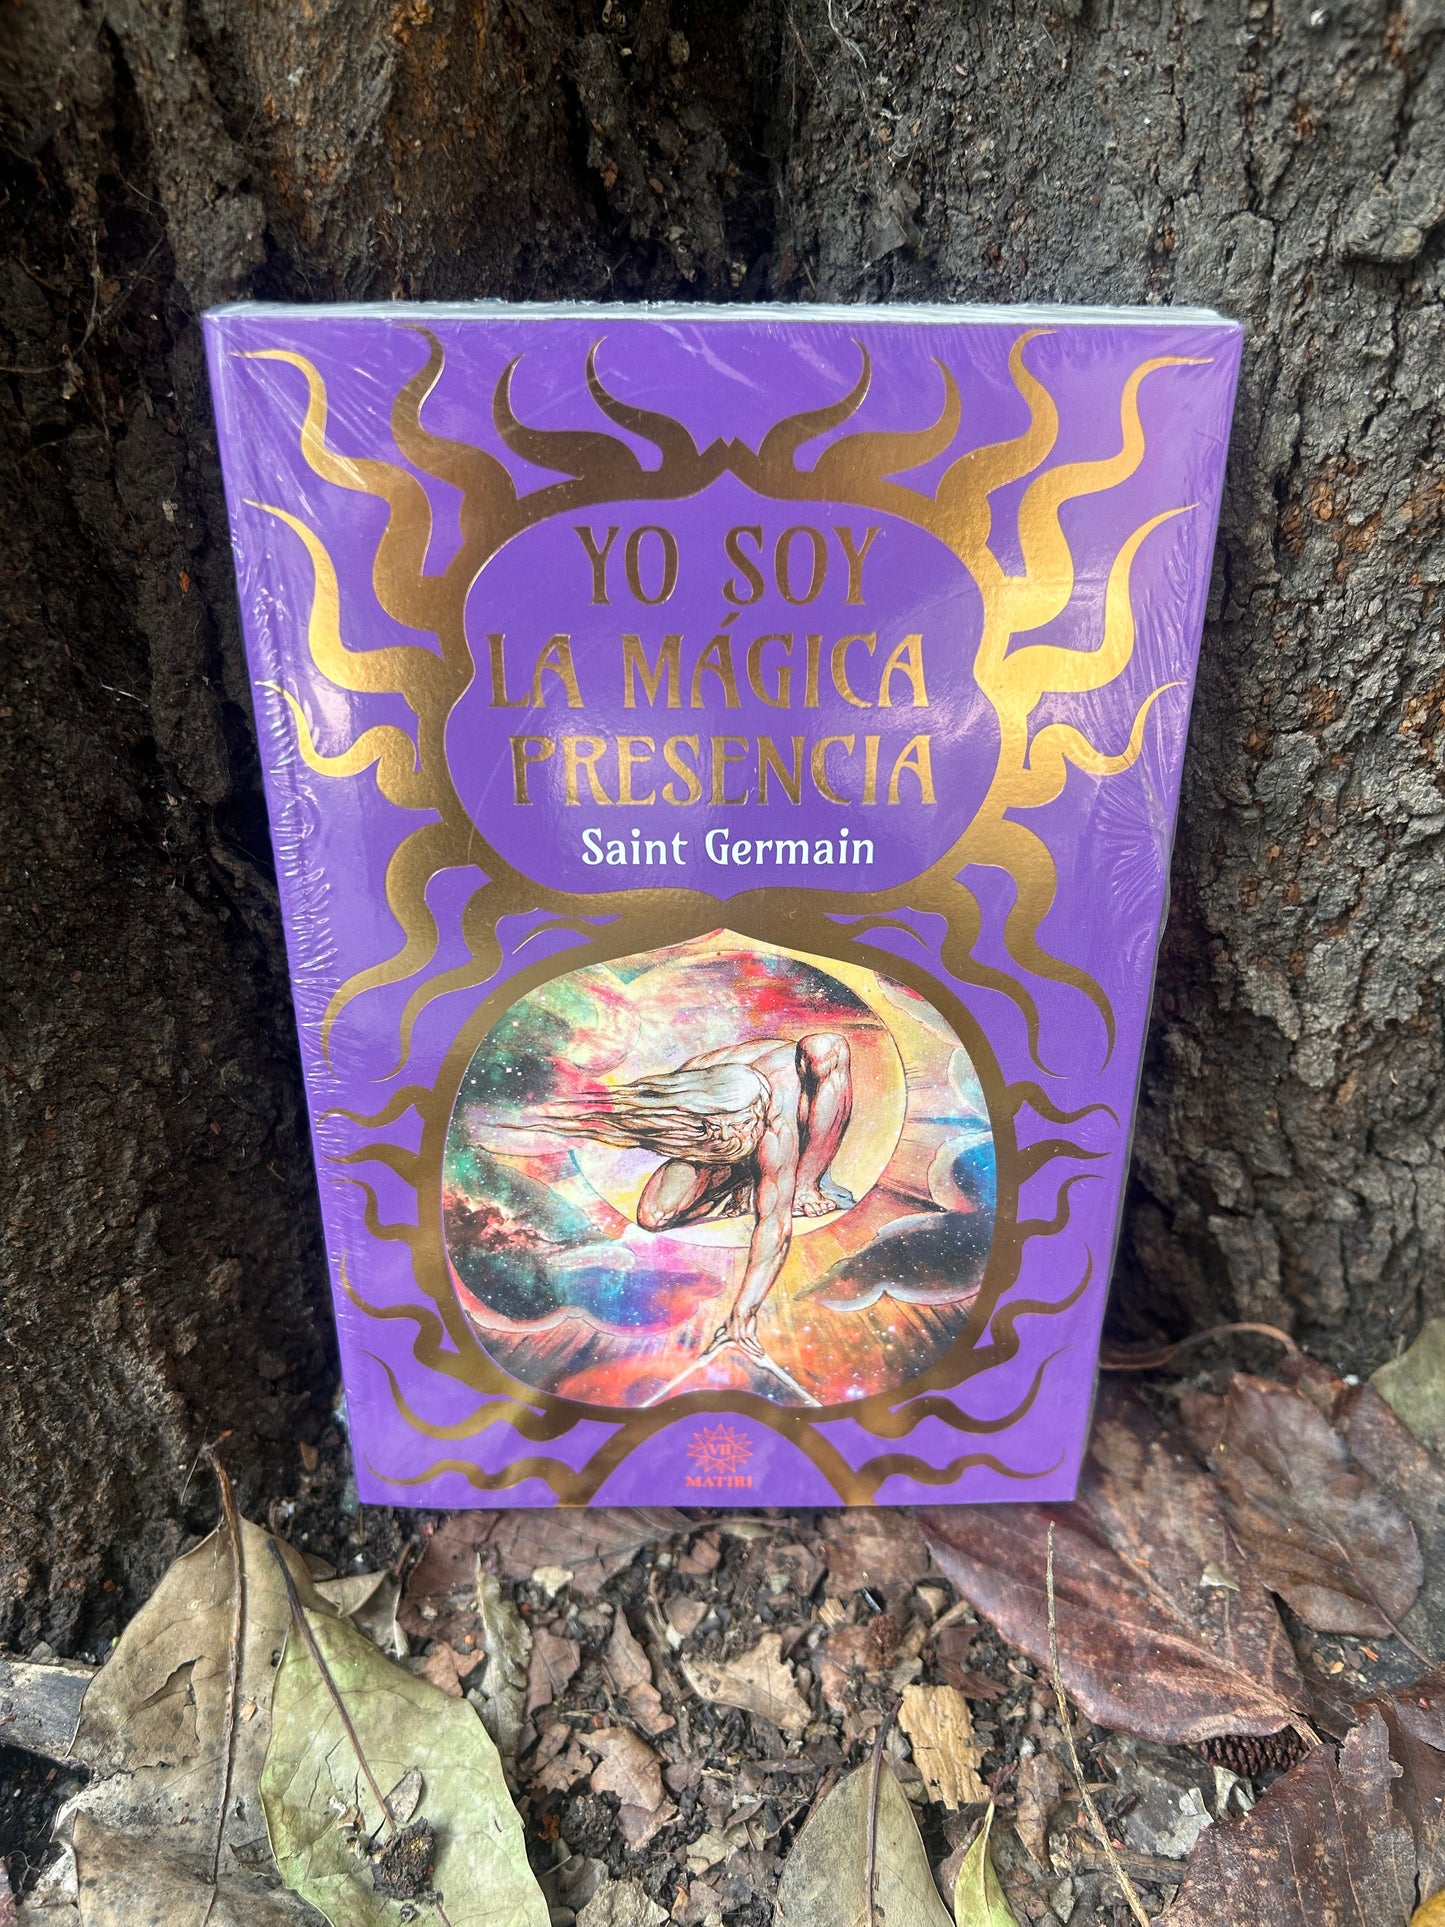 YO SOY
LA MÁGICA
PRESENCIA
Saint Germain
VII
MATIRI